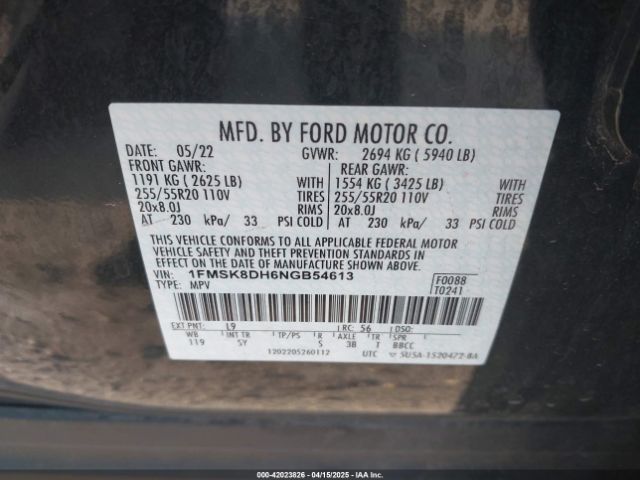 MFD. BY FORD MOTOR CO.
DATE: 05/22 GVWR: 2694 KG ( 5940 LB)
FRONT GAWR: REAR GAWR:
1191 KG ( 2625 LB) WITH 1554 KG ( 3425 LB) WITH
255/55R20 110V TIRES 255/55R20 110V TIRES
20x8.0J RIMS 20x8.0J RIMS
AT 230 kPa/ 33 PSI COLD AT 230 kPa/ 33 PSI COLD
THIS VEHICLE CONFORMS TO ALL APPLICABLE FEDERAL MOTOR
VEHICLE SAFETY AND THEFT PREVENTION STANDARDS IN EFFECT
ON THE DATE OF MANUFACTURE SHOWN ABOVE.
VIN: 1FMSK8DH6NGB54613 F0088
TYPE: MPV T0241
EXT PNT: L9 RC: 56 DSO:
WB INT TR TP/PS R AXLE TR SPR
119 SY S 3B T BBCC
1202205260112 UTC ▽ 5U5A-1520472-BA
000-42023826 - 04/15/2025 - IAA Inc.